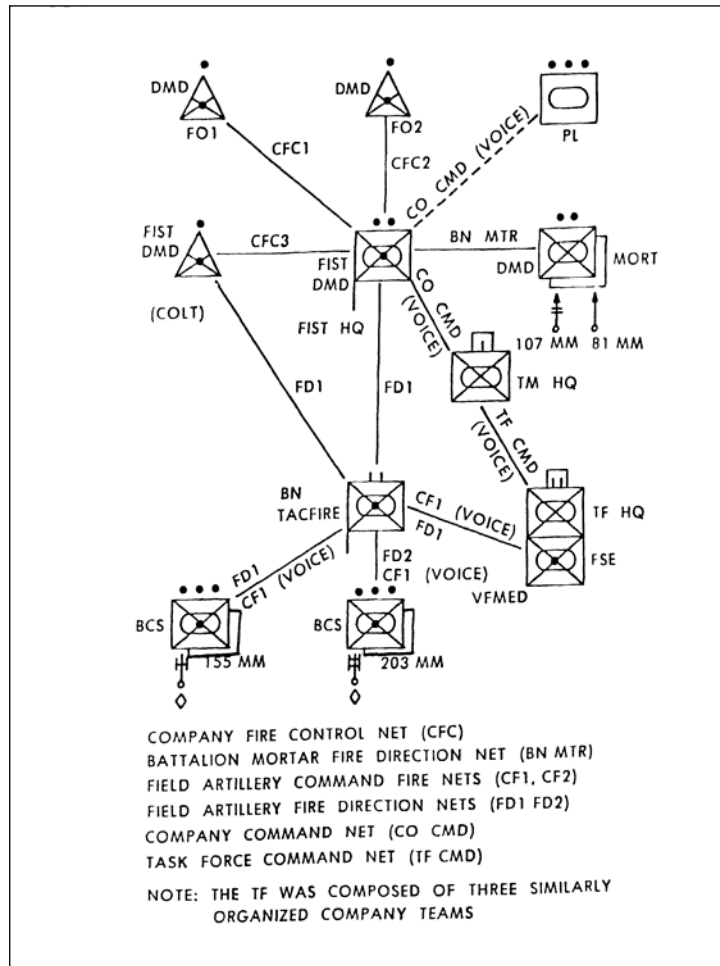 DMD
FO1
DMD
FO2
PL
CFC1
CFC2
CO CMD (VOICE)
FIST
DMD
(COLT)
CFC3
FIST
DMD
FIST HQ
BN MTR
DMD
MORT
107 MM
81 MM
CO CMD
(VOICE)
TM HQ
FD1
FD1
TF CMD
(VOICE)
BN
TACFIRE
CF1 (VOICE)
FD1
TF HQ
FSE
VFMED
FD1
CF1 (VOICE)
FD2
CF1 (VOICE)
BCS
155 MM
BCS
203 MM
COMPANY FIRE CONTROL NET (CFC)
BATTALION MORTAR FIRE DIRECTION NET (BN MTR)
FIELD ARTILLERY COMMAND FIRE NETS (CF1, CF2)
FIELD ARTILLERY FIRE DIRECTION NETS (FD1 FD2)
COMPANY COMMAND NET (CO CMD)
TASK FORCE COMMAND NET (TF CMD)
NOTE: THE TF WAS COMPOSED OF THREE SIMILARLY
ORGANIZED COMPANY TEAMS